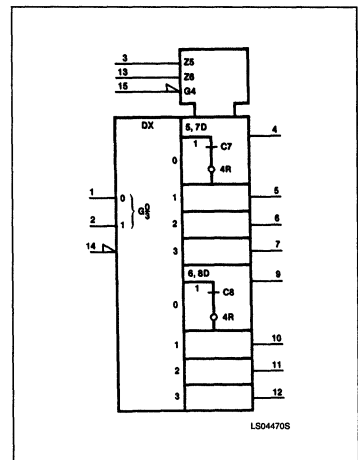 3 Z5
13 Z6
15 G4
DX
5, 7D
4
1 C7
0
4R
1 0 G 0/3
1 5
2 1
2 6
14
3 7
6, 8D
9
1 C8
0
4R
1 10
2 11
3 12
LS04470S